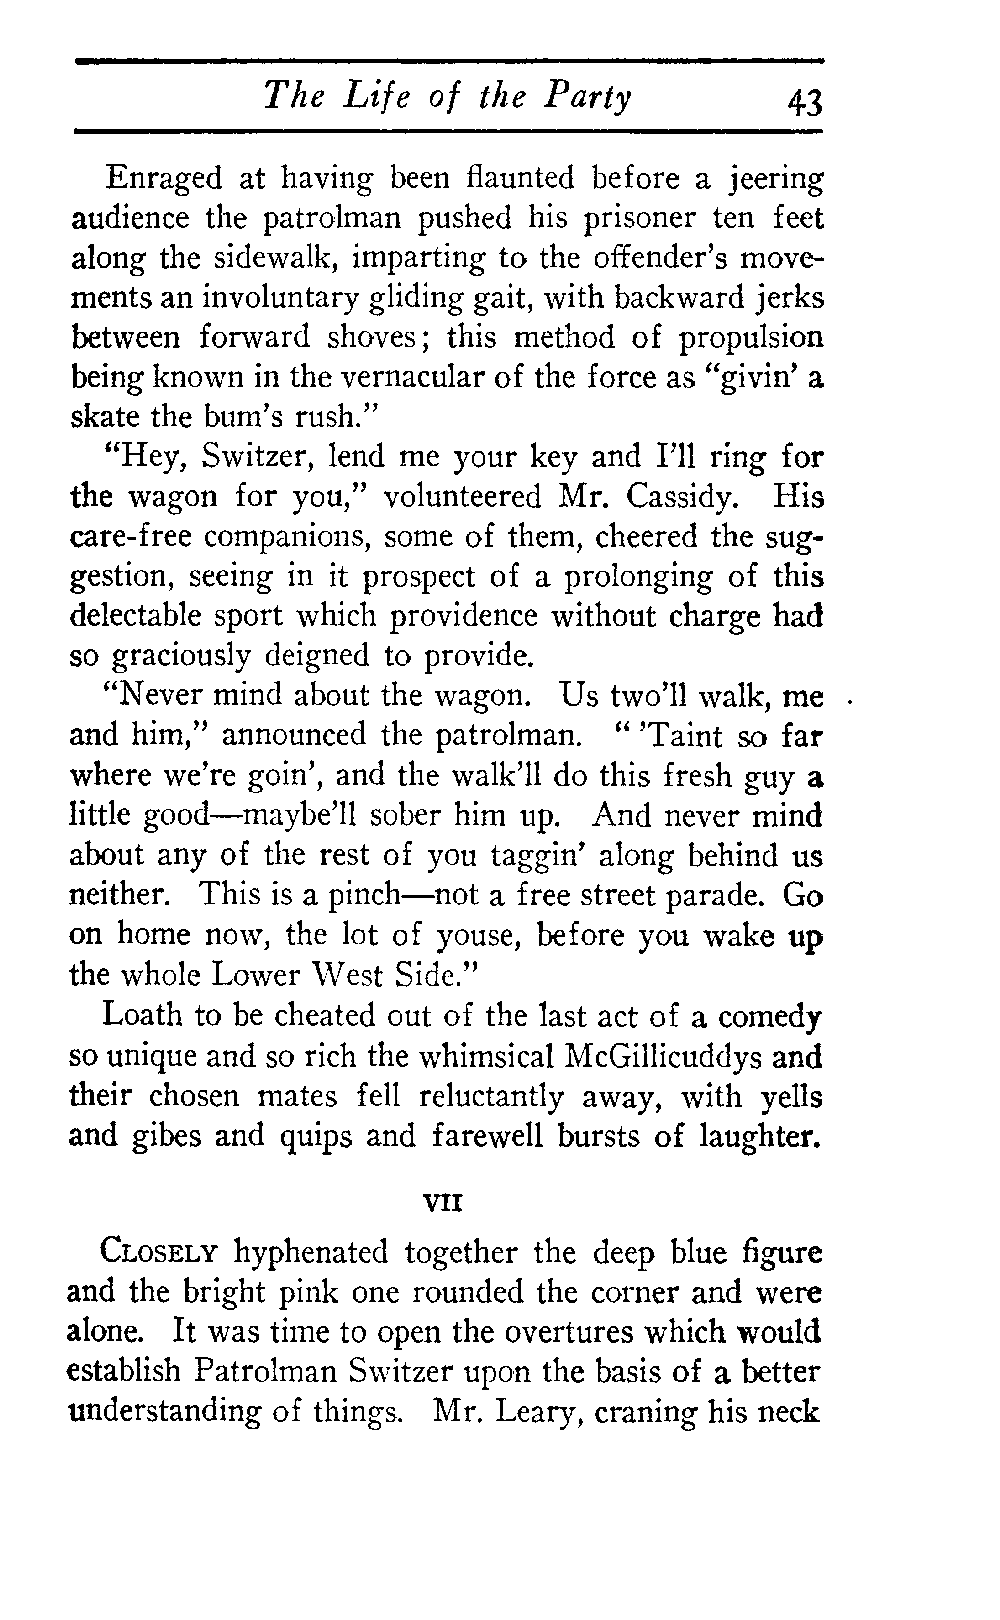 The Life of the Party 43
Enraged at having been flaunted before a jeering
audience the patrolman pushed his prisoner ten feet
along the sidewalk, imparting to the offender's move-
ments an involuntary gliding gait, with backward jerks
between forward shoves; this method of propulsion
being known in the vernacular of the force as “givin’ a
skate the bum's rush.”
“Hey, Switzer, lend me your key and I'll ring for
the wagon for you,” volunteered Mr. Cassidy. His
care-free companions, some of them, cheered the sug-
gestion, seeing in it prospect of a prolonging of this
delectable sport which providence without charge had
so graciously deigned to provide.
“Never mind about the wagon. Us two'll walk, me
and him,” announced the patrolman. “ ’Taint so far
where we're goin’, and the walk'll do this fresh guy a
little good—maybe'll sober him up. And never mind
about any of the rest of you taggin’ along behind us
neither. This is a pinch—not a free street parade. Go
on home now, the lot of youse, before you wake up
the whole Lower West Side.”
Loath to be cheated out of the last act of a comedy
so unique and so rich the whimsical McGillicuddys and
their chosen mates fell reluctantly away, with yells
and gibes and quips and farewell bursts of laughter.
VII
CLOSELY hyphenated together the deep blue figure
and the bright pink one rounded the corner and were
alone. It was time to open the overtures which would
establish Patrolman Switzer upon the basis of a better
understanding of things. Mr. Leary, craning his neck